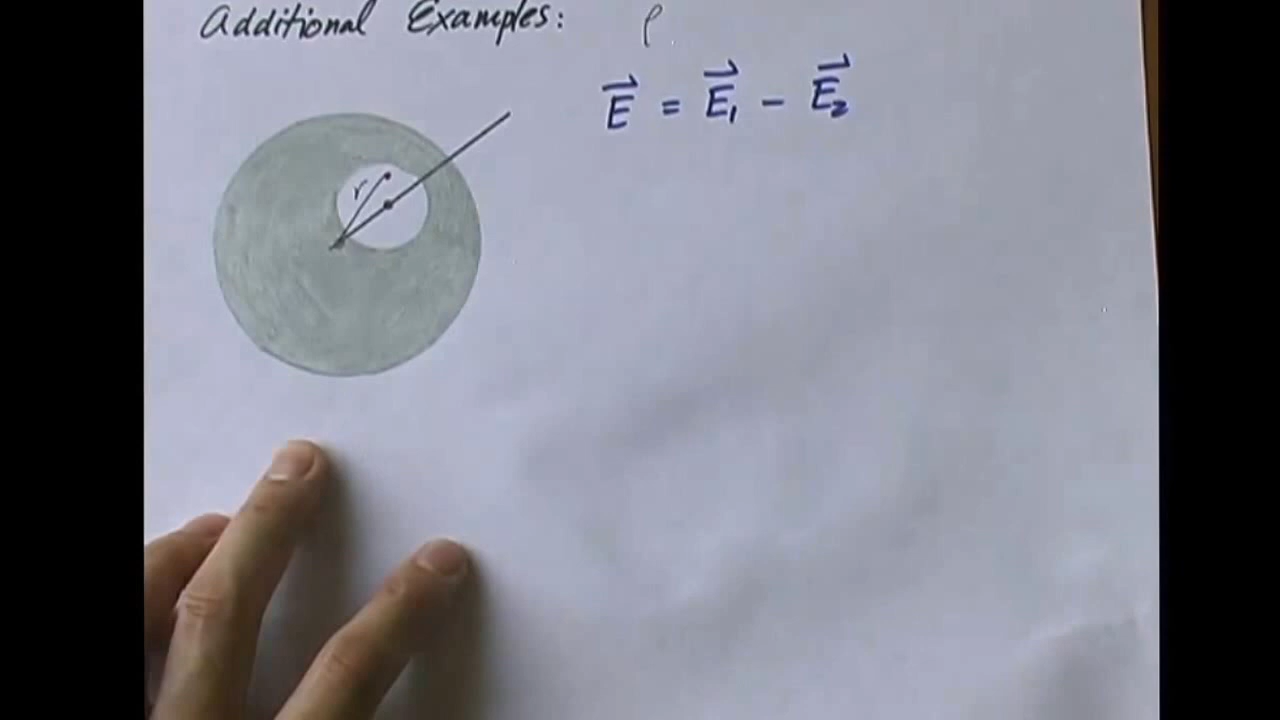 Additional Examples: ρ
E⃗ = E⃗₁ − E⃗₂
r